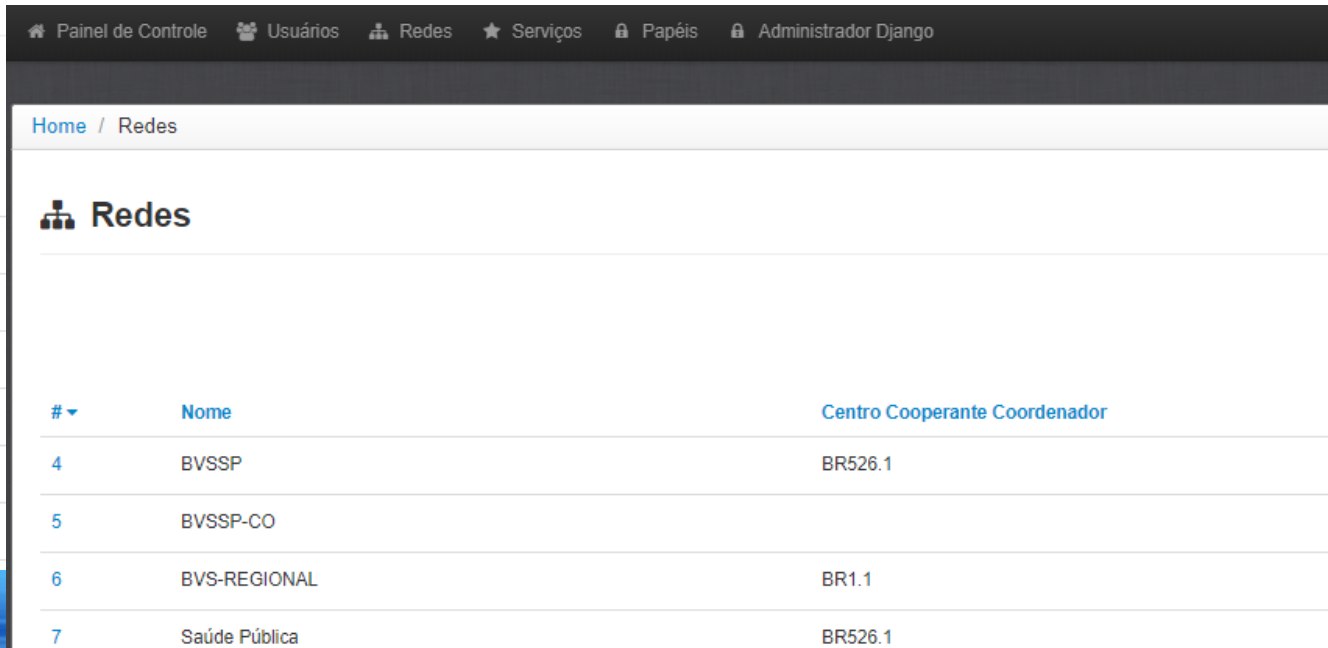 Painel de Controle Usuários Redes Serviços Papéis Administrador Django
Home / Redes
Redes
# Nome Centro Cooperante Coordenador
4 BVSSP BR526.1
5 BVSSP-CO
6 BVS-REGIONAL BR1.1
7 Saúde Pública BR526.1